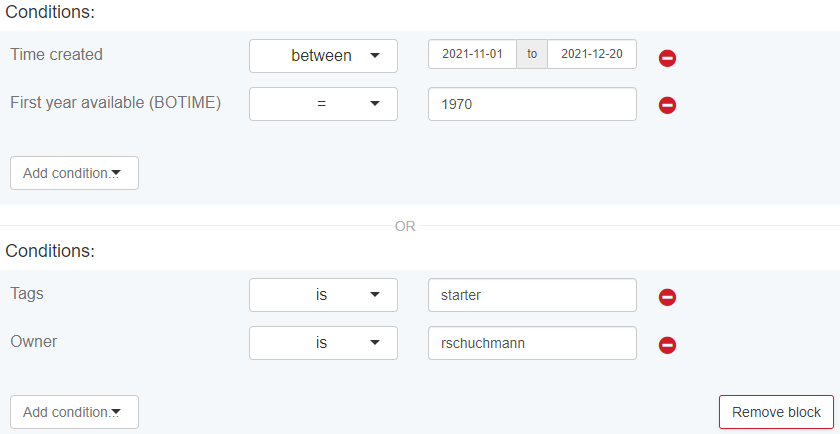 Conditions:
Time created between 2021-11-01 to 2021-12-20
First year available (BOTIME) = 1970
Add condition...
OR
Conditions:
Tags is starter
Owner is rschuchmann
Add condition... Remove block